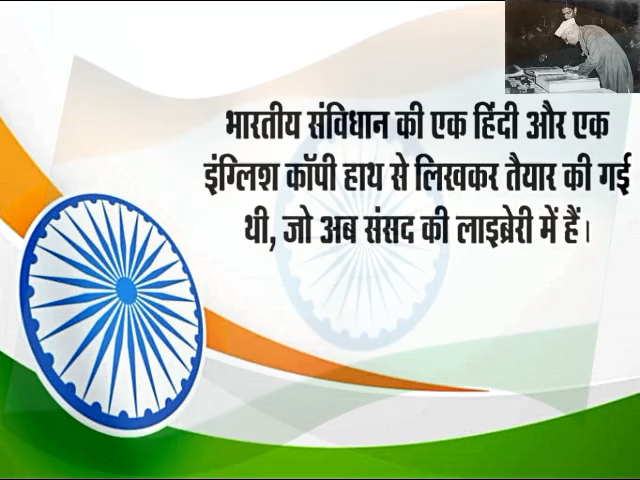 भारतीय संविधान की एक हिंदी और एक
इंग्लिश कॉपी हाथ से लिखकर तैयार की गई
थी, जो अब संसद की लाइब्रेरी में हैं।